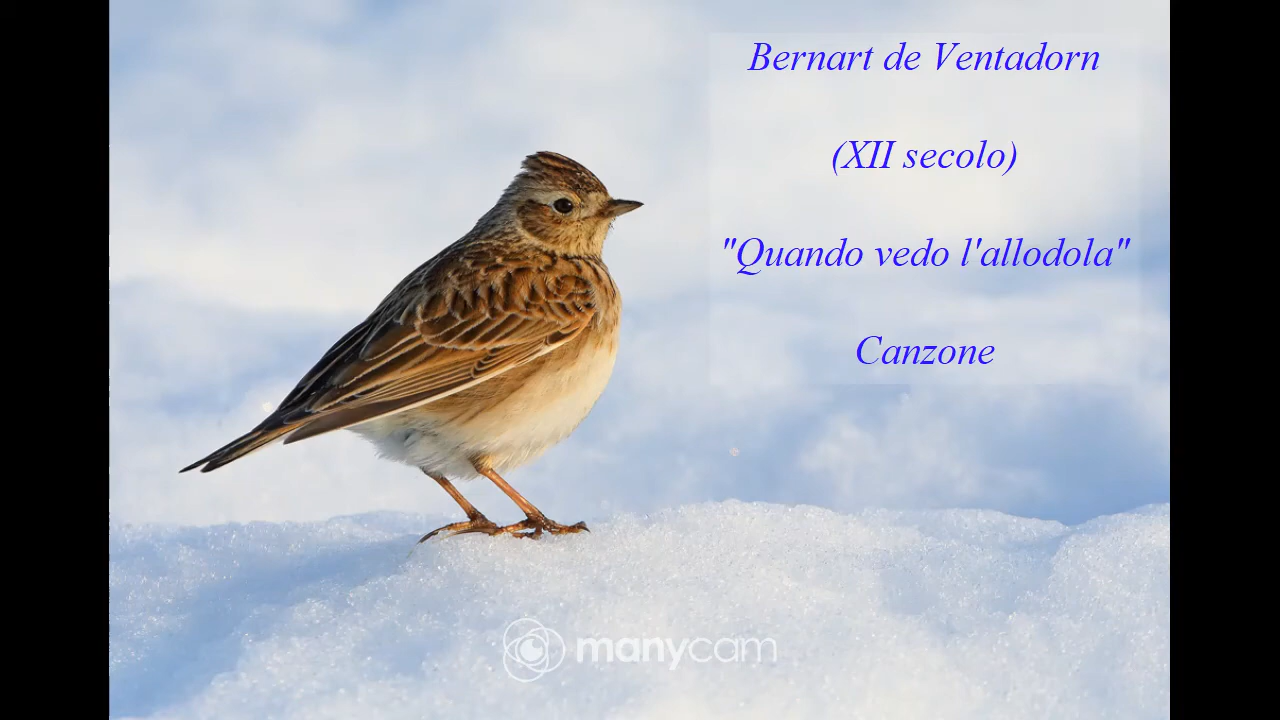 Bernart de Ventadorn
(XII secolo)
"Quando vedo l'allodola"
Canzone
manycam